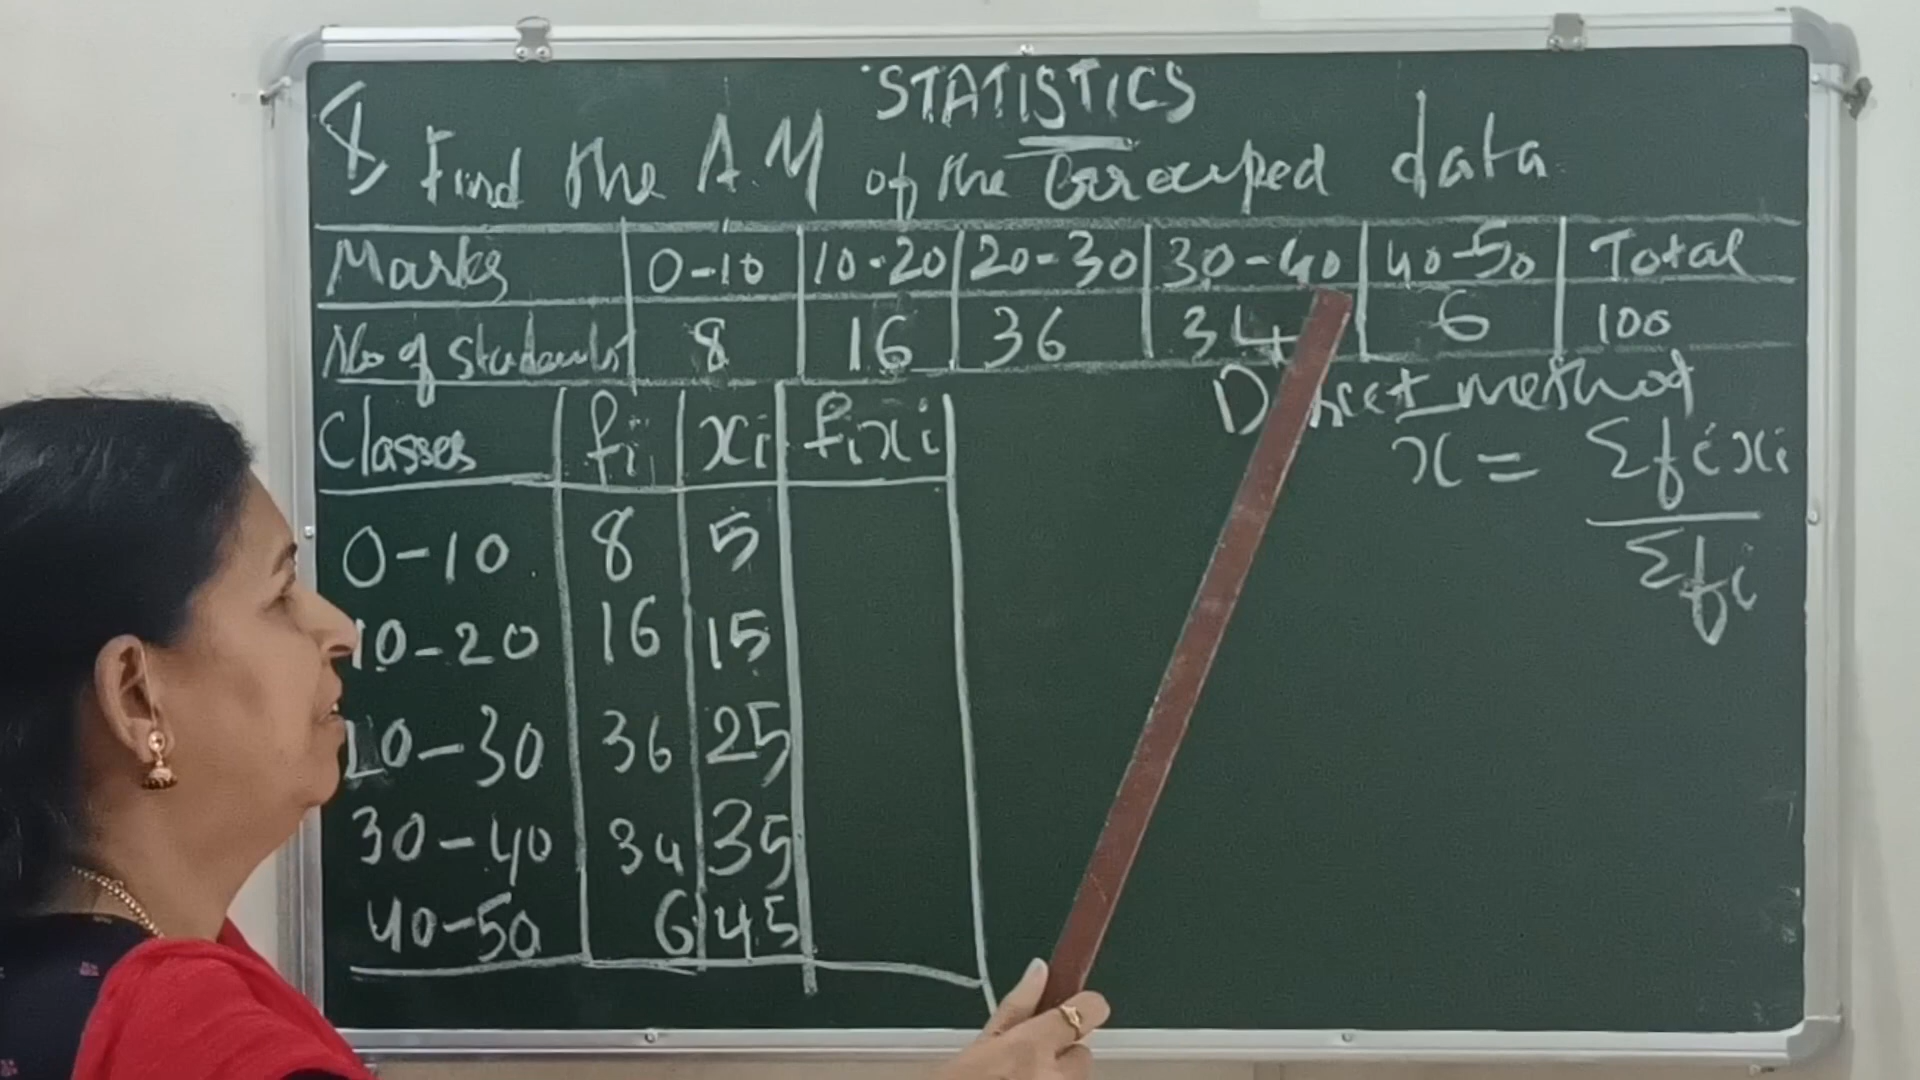 STATISTICS
Q, Find the A.M of the Grouped data
Marks 0-10 10-20 20-30 30-40 40-50 Total
No of students 8 16 36 34 6 100
Direct method
Classes fi xi fixi
x = Σfixi
Σfi
0-10 8 5
10-20 16 15
20-30 36 25
30-40 34 35
40-50 6 45